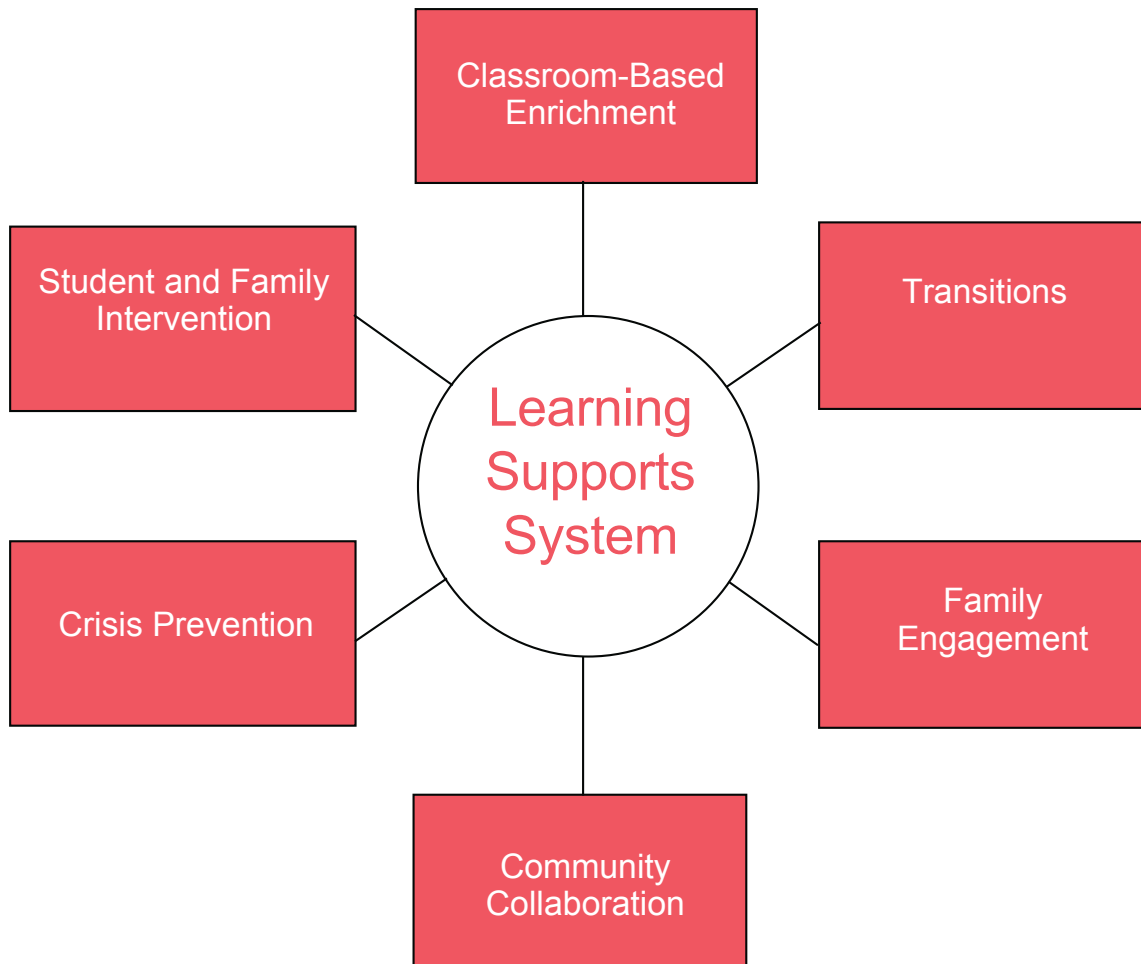 Classroom-Based
Enrichment
Student and Family
Intervention
Transitions
Learning
Supports
System
Crisis Prevention
Family
Engagement
Community
Collaboration